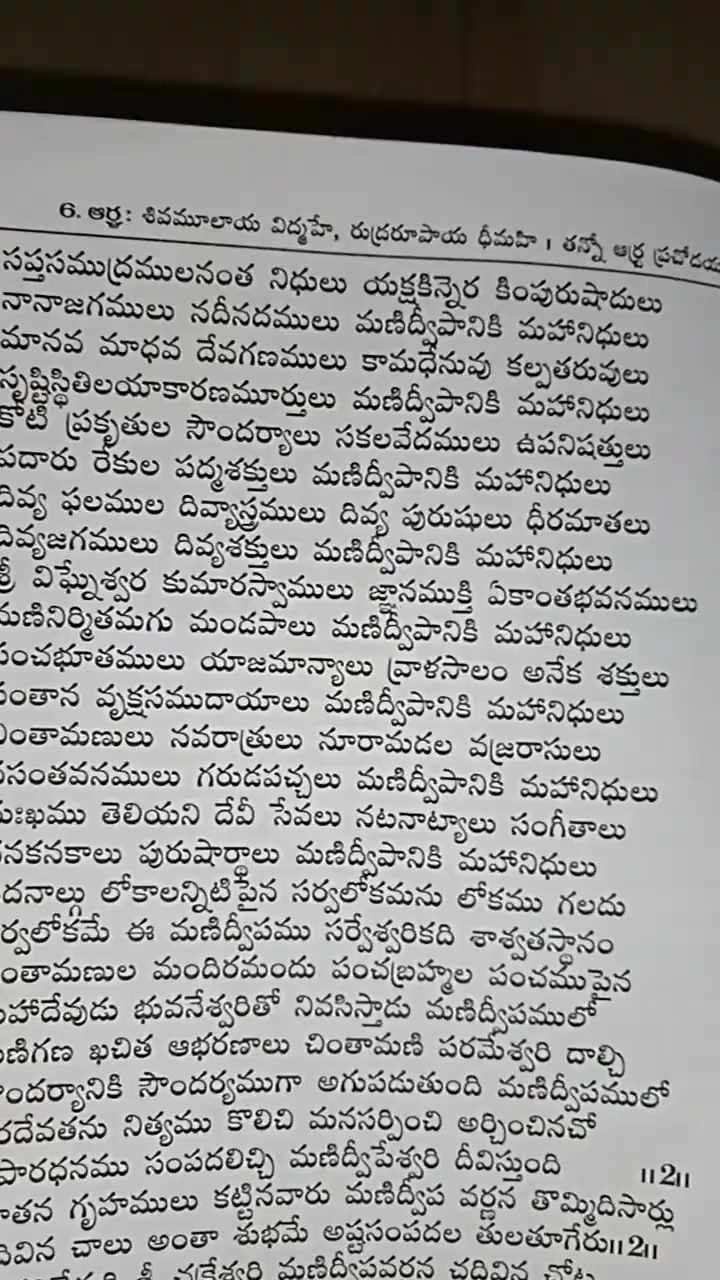 6. ఆర్ద్ర: శివమూలాయ విద్మహే, రుద్రరూపాయ ధీమహి । తన్నో ఆర్ద్ర
సప్తసముద్రములనంత నిధులు యక్షకిన్నెర కింపురుషాదులు
నానాజగములు నదీనదములు మణిద్వీపానికి మహానిధులు
మానవ మాధవ దేవగణములు కామధేనువు కల్పతరువులు
సృష్టిస్థితిలయాకారణమూర్తులు మణిద్వీపానికి మహానిధులు
కోటి ప్రకృతుల సౌందర్యాలు సకలవేదములు ఉపనిషత్తులు
పదారు రేకుల పద్మశక్తులు మణిద్వీపానికి మహానిధులు
దివ్య ఫలముల దివ్యాస్త్రములు దివ్య పురుషులు ధీరమాతలు
దివ్యజగములు దివ్యశక్తులు మణిద్వీపానికి మహానిధులు
శ్రీ విఘ్నేశ్వర కుమారస్వాములు జ్ఞానముక్తి ఏకాంతభవనములు
మణినిర్మితమగు మండపాలు మణిద్వీపానికి మహానిధులు
పంచభూతములు యాజమాన్యాలు వ్రాళసాలం అనేక శక్తులు
సంతాన వృక్షసముదాయాలు మణిద్వీపానికి మహానిధులు
చింతామణులు నవరాత్రులు నూరామడల వజ్రరాసులు
వసంతవనములు గరుడపచ్చలు మణిద్వీపానికి మహానిధులు
దుఃఖము తెలియని దేవీ సేవలు నటనాట్యాలు సంగీతాలు
ధనకనకాలు పురుషార్థాలు మణిద్వీపానికి మహానిధులు
లోకాలన్నిటిపైన సర్వలోకమను లోకము గలదు
సర్వలోకమే ఈ మణిద్వీపము సర్వేశ్వరికది శాశ్వతస్థానం
చింతామణుల మందిరమందు పంచబ్రహ్మల పంచముపైన
మహాదేవుడు భువనేశ్వరితో నివసిస్తాడు మణిద్వీపములో
మణిగణ ఖచిత ఆభరణాలు చింతామణి పరమేశ్వరి దాల్చి
సౌందర్యానికి సౌందర్యముగా అగుపడుతుంది మణిద్వీపములో
పరదేవతను నిత్యము కొలిచి మనసర్పించి అర్చించినచో
అపారధనము సంపదలిచ్చి మణిద్వీపేశ్వరి దీవిస్తుంది ॥2॥
నూతన గృహములు కట్టినవారు మణిద్వీప వర్ణన తొమ్మిదిసార్లు
చదివిన చాలు అంతా శుభమే అష్టసంపదల తులతూగేరు॥2॥
మణిద్వీపవరన చదివిన చోట